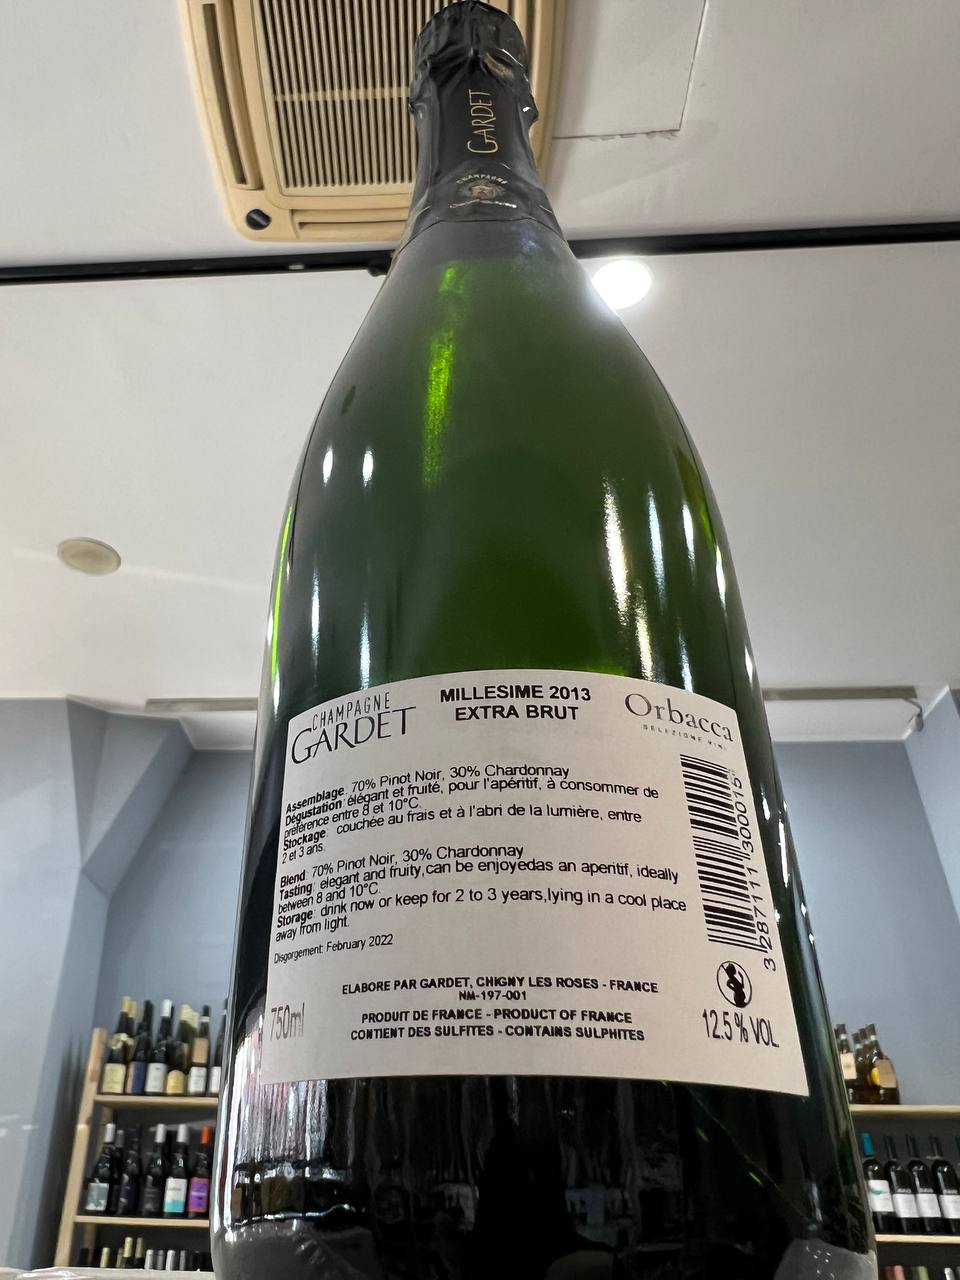 GARDET
CHAMPAGNE
CHAMPAGNE
GARDET
MILLESIME 2013
EXTRA BRUT
Orbacca
SELEZIONE VINI
Assemblage. 70% Pinot Noir, 30% Chardonnay
Dégustation: élégant et fruité, pour l'apéritif, à consommer de
préférence entre 8 et 10°C.
Stockage: couchée au frais et à l'abri de la lumière, entre
2 et 3 ans.
Blend: 70% Pinot Noir, 30% Chardonnay
Tasting: elegant and fruity,can be enjoyedas an aperitif, ideally
between 8 and 10°C.
Storage: drink now or keep for 2 to 3 years,lying in a cool place
away from light.
Disgorgement: February 2022
ELABORE PAR GARDET, CHIGNY LES ROSES - FRANCE
NM-197-001
PRODUIT DE FRANCE - PRODUCT OF FRANCE
CONTIENT DES SULFITES - CONTAINS SULPHITES
750ml
3 287111 300015
12.5 % VOL.